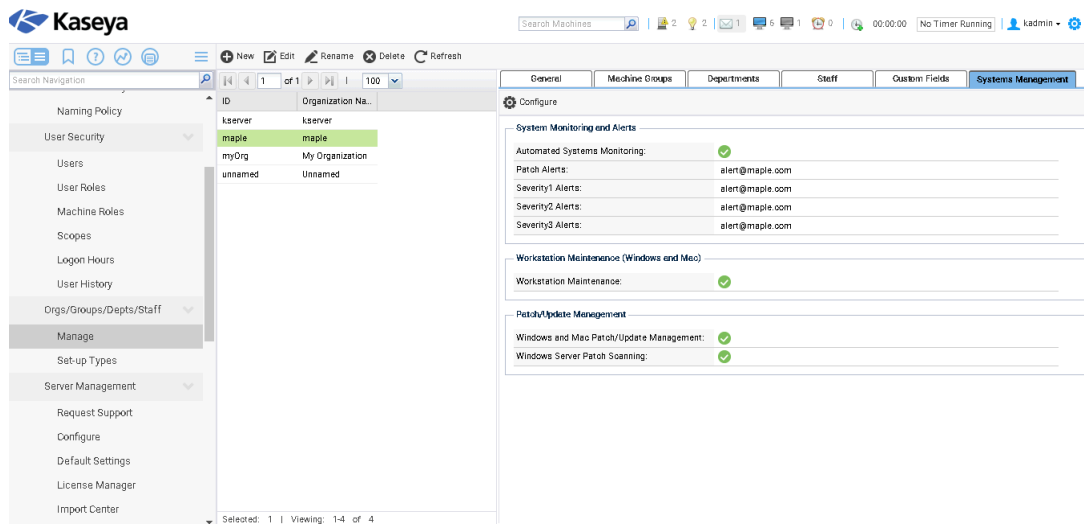 Kaseya
Search Machines 2 2 1 6 1 0 00:00:00 No Timer Running kadmin
New Edit Rename Delete Refresh
Search Navigation
1 of 1 100
Naming Policy
User Security
Users
User Roles
Machine Roles
Scopes
Logon Hours
User History
Orgs/Groups/Depts/Staff
Manage
Set-up Types
Server Management
Request Support
Configure
Default Settings
License Manager
Import Center
ID Organization Na...
kserver kserver
maple maple
myOrg My Organization
unnamed Unnamed
Selected: 1 | Viewing: 1-4 of 4
General Machine Groups Departments Staff Custom Fields Systems Management
Configure
System Monitoring and Alerts
Automated Systems Monitoring:
Patch Alerts: alert@maple.com
Severity1 Alerts: alert@maple.com
Severity2 Alerts: alert@maple.com
Severity3 Alerts: alert@maple.com
Workstation Maintenance (Windows and Mac)
Workstation Maintenance:
Patch/Update Management
Windows and Mac Patch/Update Management:
Windows Server Patch Scanning: